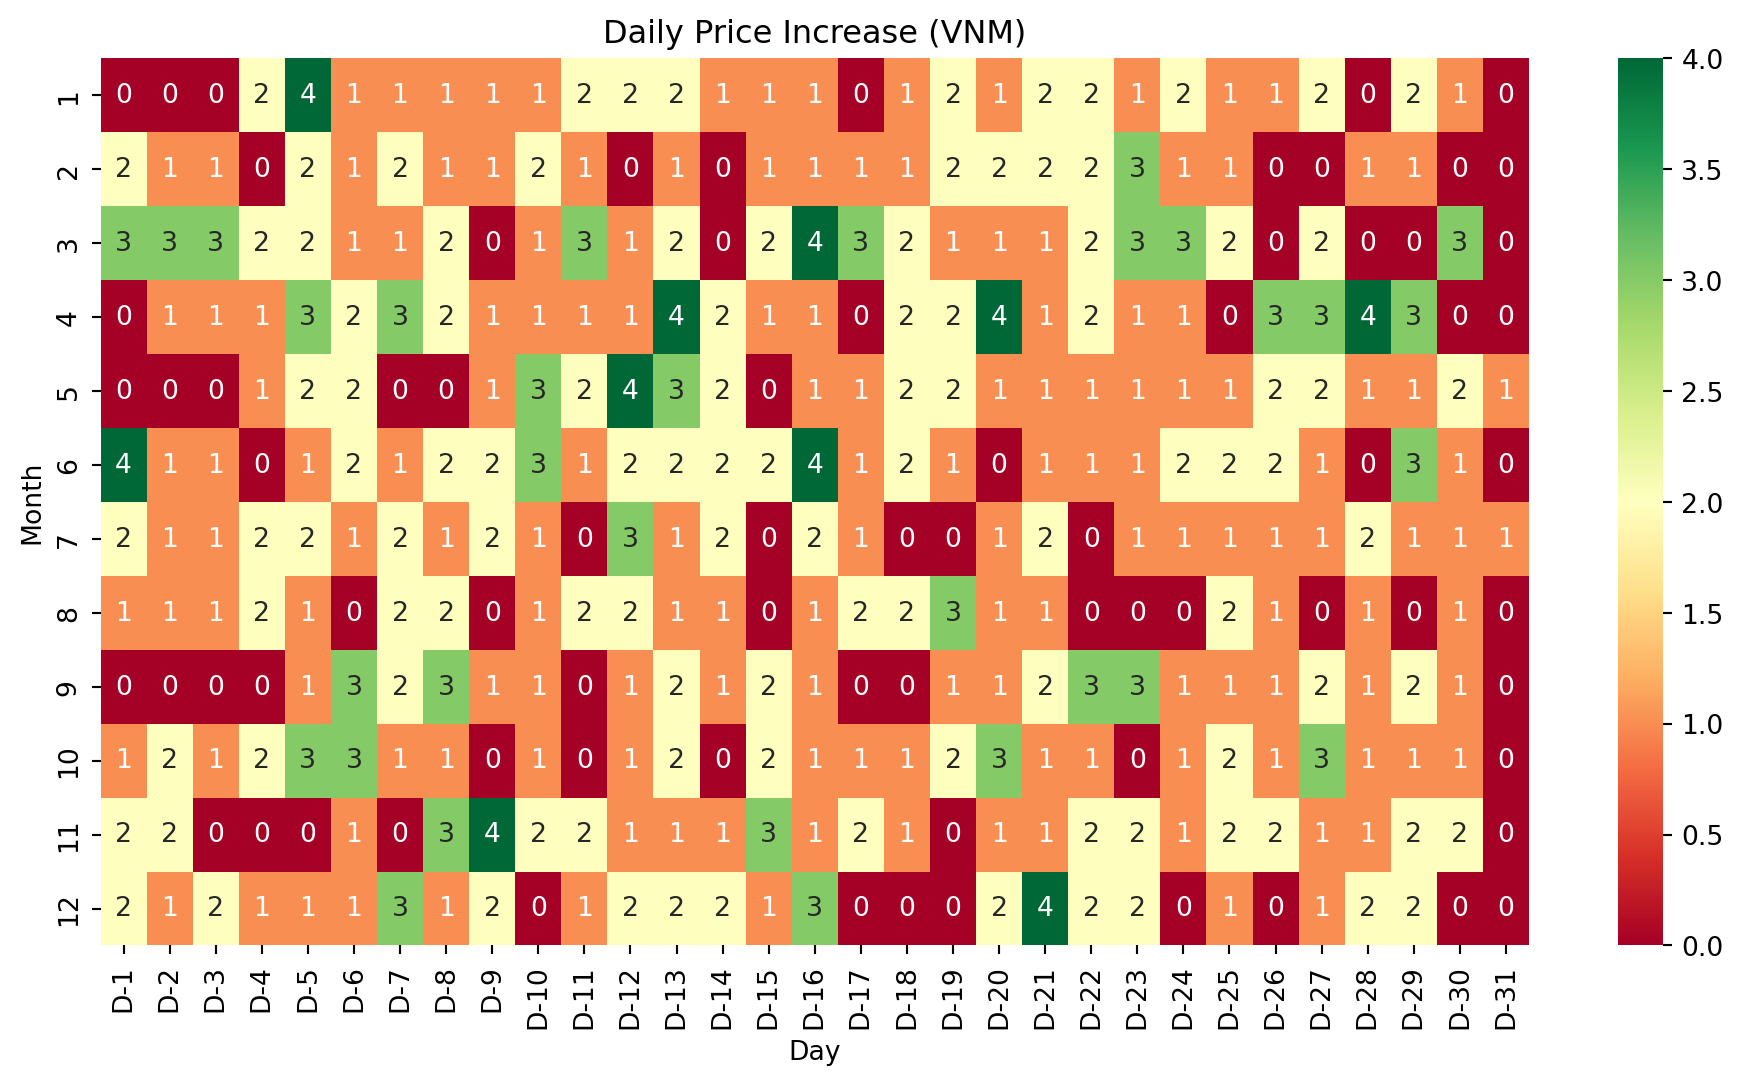 Daily Price Increase (VNM)
1 0 0 0 2 4 1 1 1 1 1 2 2 2 1 1 1 0 1 2 1 2 2 1 2 1 1 2 0 2 1 0
2 2 1 1 0 2 1 2 1 1 2 1 0 1 0 1 1 1 1 2 2 2 2 3 1 1 0 0 1 1 0 0
3 3 3 3 2 2 1 1 2 0 1 3 1 2 0 2 4 3 2 1 1 1 2 3 3 2 0 2 0 0 3 0
4 0 1 1 1 3 2 3 2 1 1 1 1 4 2 1 1 0 2 2 4 1 2 1 1 0 3 3 4 3 0 0
5 0 0 0 1 2 2 0 0 1 3 2 4 3 2 0 1 1 2 2 1 1 1 1 1 1 2 2 1 1 2 1
6 4 1 1 0 1 2 1 2 2 3 1 2 2 2 2 4 1 2 1 0 1 1 1 2 2 2 1 0 3 1 0
7 2 1 1 2 2 1 2 1 2 1 0 3 1 2 0 2 1 0 0 1 2 0 1 1 1 1 1 2 1 1 1
8 1 1 1 2 1 0 2 2 0 1 2 2 1 1 0 1 2 2 3 1 1 0 0 0 2 1 0 1 0 1 0
9 0 0 0 0 1 3 2 3 1 1 0 1 2 1 2 1 0 0 1 1 2 3 3 1 1 1 2 1 2 1 0
10 1 2 1 2 3 3 1 1 0 1 0 1 2 0 2 1 1 1 2 3 1 1 0 1 2 1 3 1 1 1 0
11 2 2 0 0 0 1 0 3 4 2 2 1 1 1 3 1 2 1 0 1 1 2 2 1 2 2 1 1 2 2 0
12 2 1 2 1 1 1 3 1 2 0 1 2 2 2 1 3 0 0 0 2 4 2 2 0 1 0 1 2 2 0 0
Month
D-1 D-2 D-3 D-4 D-5 D-6 D-7 D-8 D-9 D-10 D-11 D-12 D-13 D-14 D-15 D-16 D-17 D-18 D-19 D-20 D-21 D-22 D-23 D-24 D-25 D-26 D-27 D-28 D-29 D-30 D-31
Day
4.0
3.5
3.0
2.5
2.0
1.5
1.0
0.5
0.0